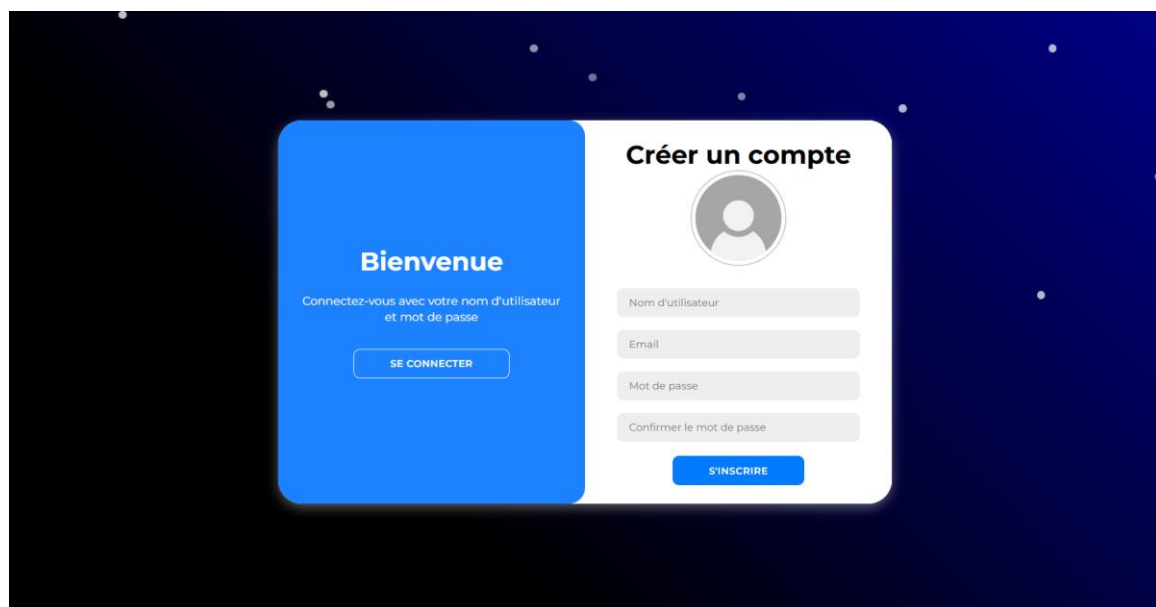 Bienvenue
Connectez-vous avec votre nom d'utilisateur
et mot de passe
SE CONNECTER
Créer un compte
Nom d'utilisateur
Email
Mot de passe
Confirmer le mot de passe
S'INSCRIRE